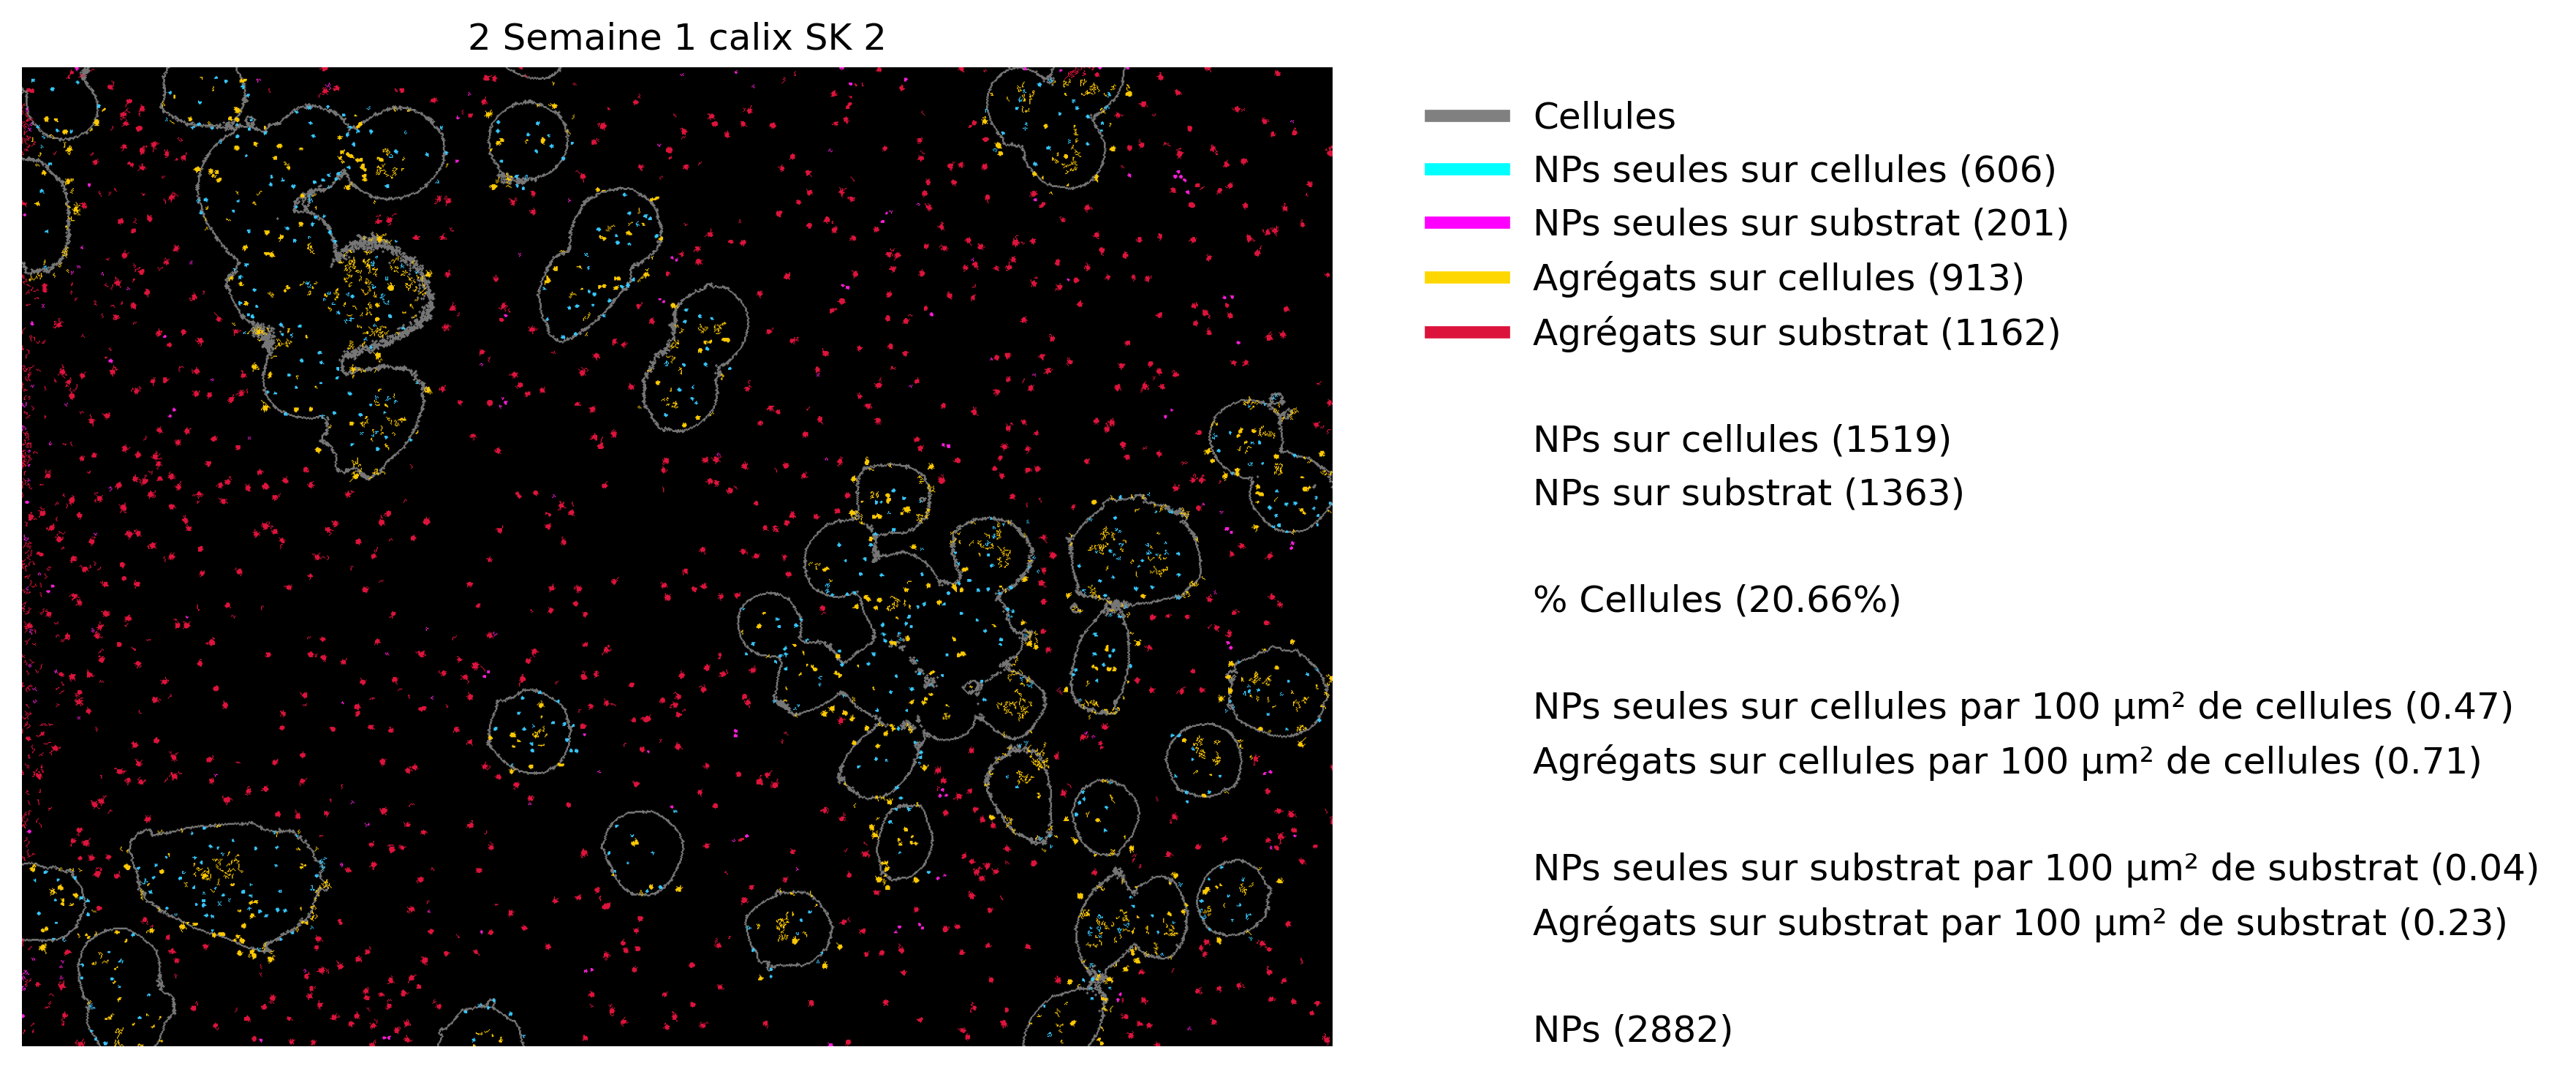 2 Semaine 1 calix SK 2
Cellules
NPs seules sur cellules (606)
NPs seules sur substrat (201)
Agrégats sur cellules (913)
Agrégats sur substrat (1162)
NPs sur cellules (1519)
NPs sur substrat (1363)
% Cellules (20.66%)
NPs seules sur cellules par 100 µm² de cellules (0.47)
Agrégats sur cellules par 100 µm² de cellules (0.71)
NPs seules sur substrat par 100 µm² de substrat (0.04)
Agrégats sur substrat par 100 µm² de substrat (0.23)
NPs (2882)